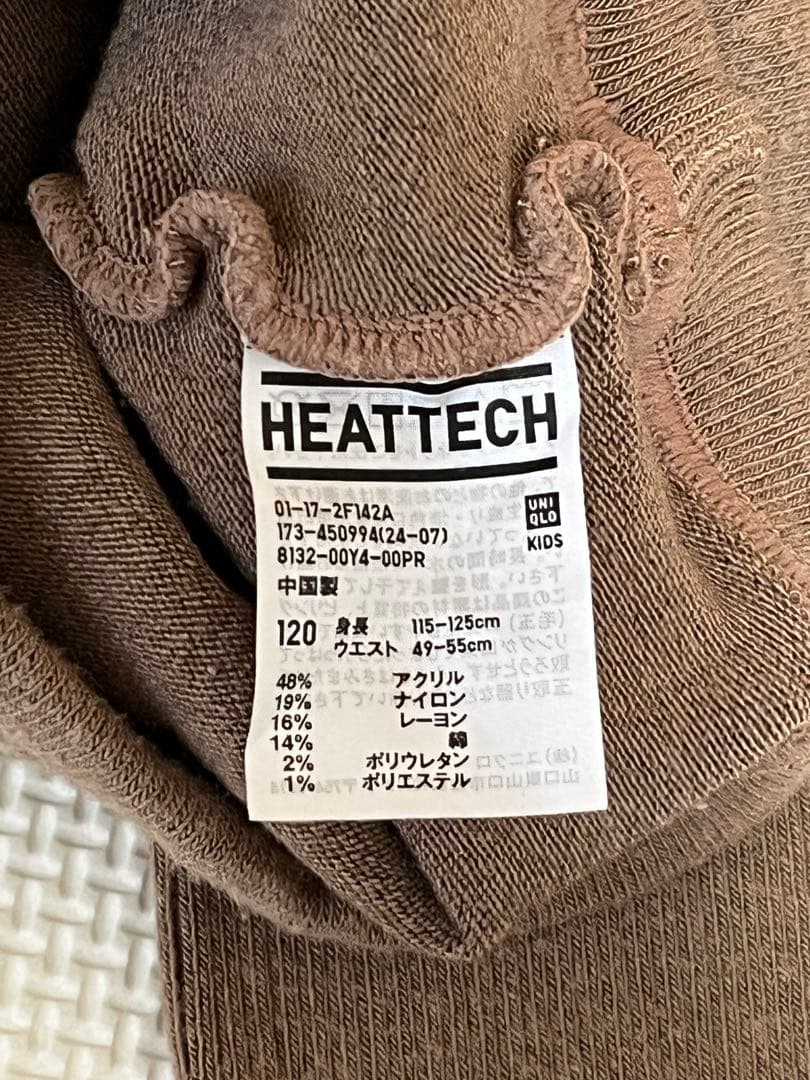 HEATTECH
01-17-2F142A
173-450994(24-07)
8132-00Y4-00PR
UNI
QLO
KIDS
中国製
120 身長 115-125cm
ウエスト 49-55cm
48% アクリル
19% ナイロン
16% レーヨン
14% 綿
2% ポリウレタン
1% ポリエステル